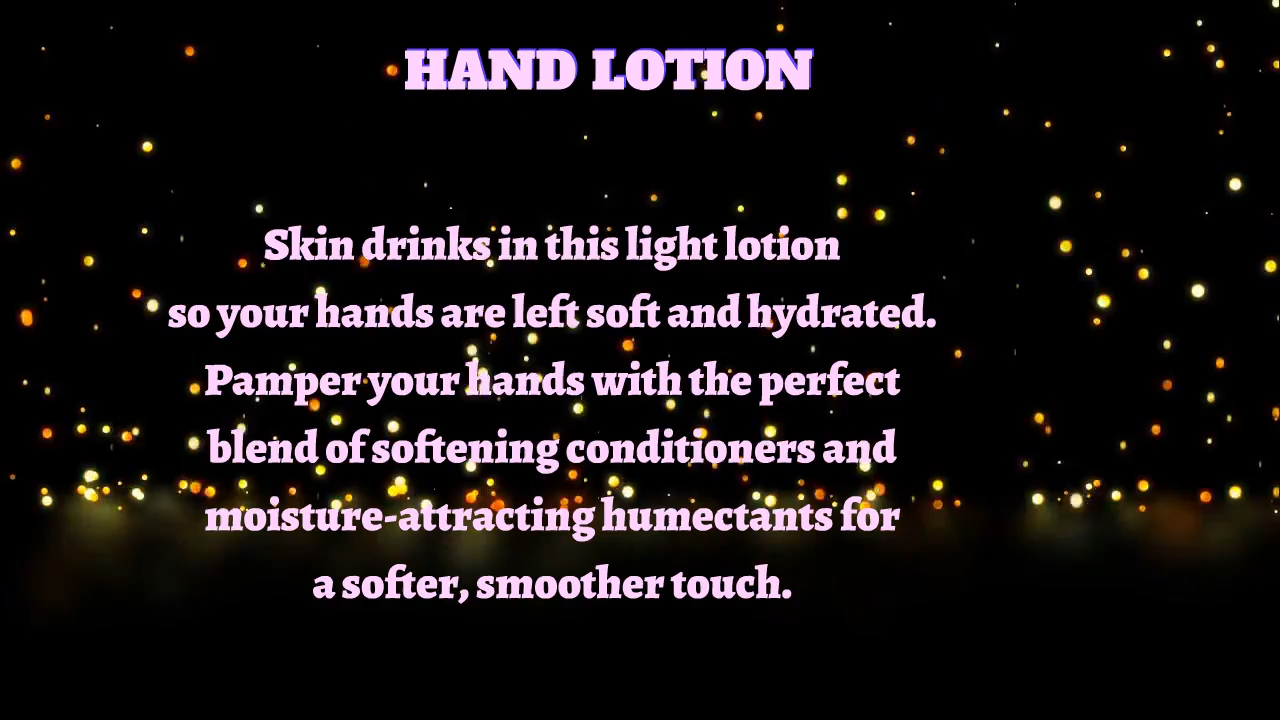 HAND LOTION
Skin drinks in this light lotion
so your hands are left soft and hydrated.
Pamper your hands with the perfect
blend of softening conditioners and
moisture-attracting humectants for
a softer, smoother touch.